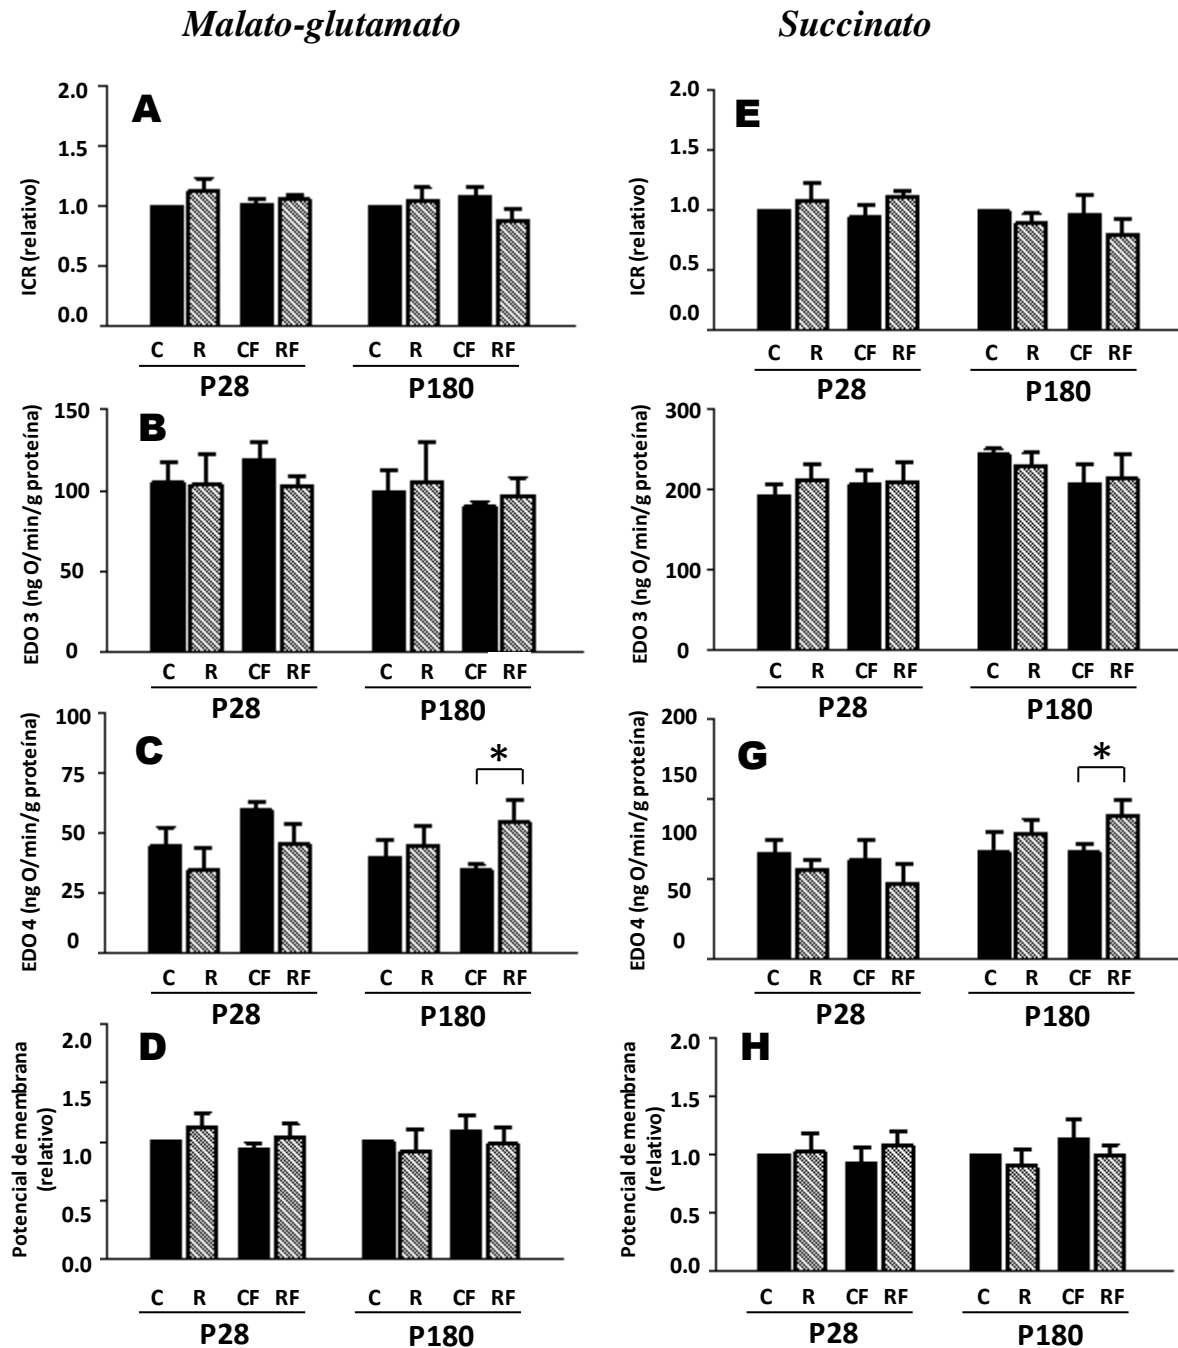 Malato-glutamato
Succinato
A
ICR (relativo)
2.0
1.5
1.0
0.5
0.0
C R CF RF C R CF RF
P28 P180
E
ICR (relativo)
2.0
1.5
1.0
0.5
0.0
C R CF RF C R CF RF
P28 P180
B
EDO 3 (ng O/min/g proteína)
150
100
50
0
C R CF RF C R CF RF
P28 P180
EDO 3 (ng O/min/g proteína)
300
200
100
0
C R CF RF C R CF RF
P28 P180
C
EDO 4 (ng O/min/g proteína)
100
75
50
25
0
*
C R CF RF C R CF RF
P28 P180
G
EDO 4 (ng O/min/g proteína)
200
150
100
50
0
*
C R CF RF C R CF RF
P28 P180
D
Potencial de membrana
(relativo)
2.0
1.5
1.0
0.5
0.0
C R CF RF C R CF RF
P28 P180
H
Potencial de membrana
(relativo)
2.0
1.5
1.0
0.5
0.0
C R CF RF C R CF RF
P28 P180